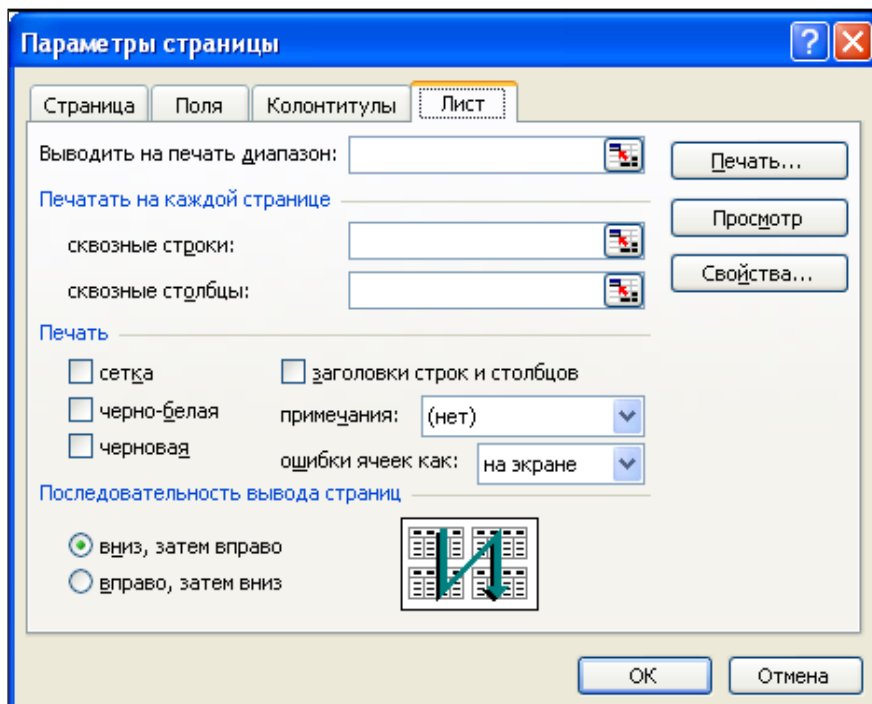 Параметры страницы
Страница Поля Колонтитулы Лист
Выводить на печать диапазон: Печать...
Печатать на каждой странице Просмотр
сквозные строки:
Свойства...
сквозные столбцы:
Печать
сетка заголовки строк и столбцов
черно-белая примечания: (нет)
черновая
ошибки ячеек как: на экране
Последовательность вывода страниц
вниз, затем вправо
вправо, затем вниз
ОК Отмена